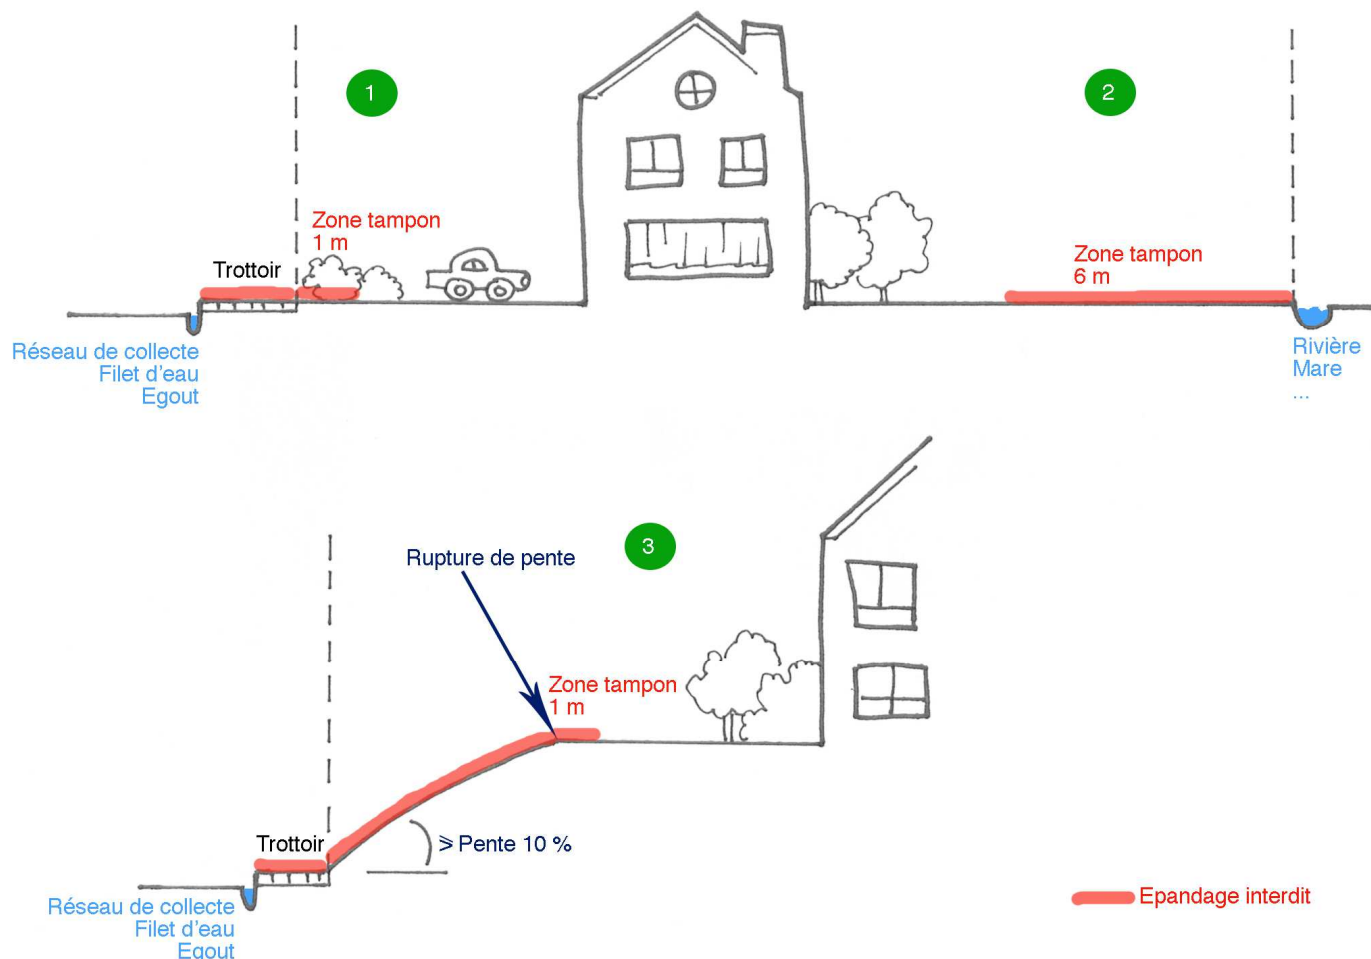 1
2
Zone tampon
1 m
Trottoir
Zone tampon
6 m
Réseau de collecte
Filet d'eau
Egout
Rivière
Mare
...
3
Rupture de pente
Zone tampon
1 m
Trottoir
⩾ Pente 10 %
Réseau de collecte
Filet d'eau
Egout
Epandage interdit